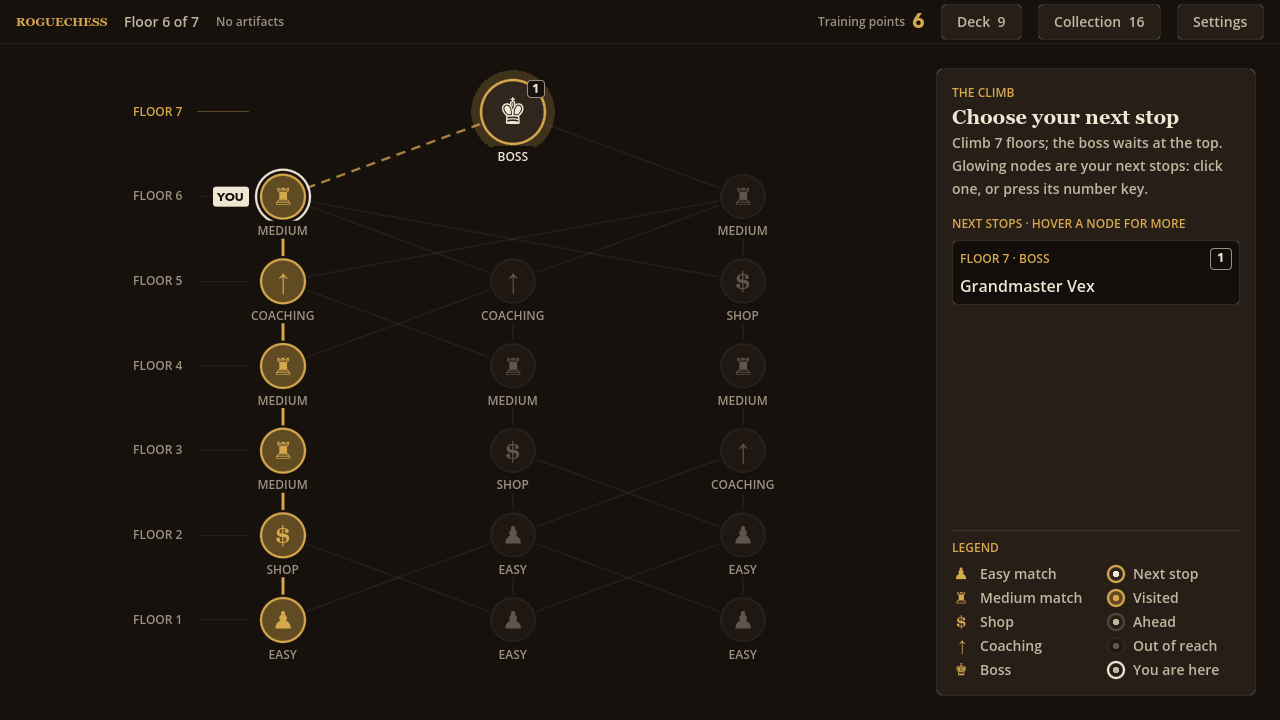 ROGUECHESS Floor 6 of 7 No artifacts Training points 6 Deck 9 Collection 16 Settings
FLOOR 7
1
BOSS
FLOOR 6 YOU
MEDIUM MEDIUM
FLOOR 5
COACHING COACHING SHOP
FLOOR 4
MEDIUM MEDIUM MEDIUM
FLOOR 3
MEDIUM SHOP COACHING
FLOOR 2
SHOP EASY EASY
FLOOR 1
EASY EASY EASY
THE CLIMB
Choose your next stop
Climb 7 floors; the boss waits at the top.
Glowing nodes are your next stops: click
one, or press its number key.
NEXT STOPS · HOVER A NODE FOR MORE
FLOOR 7 · BOSS 1
Grandmaster Vex
LEGEND
Easy match Next stop
Medium match Visited
$ Shop Ahead
↑ Coaching Out of reach
Boss You are here